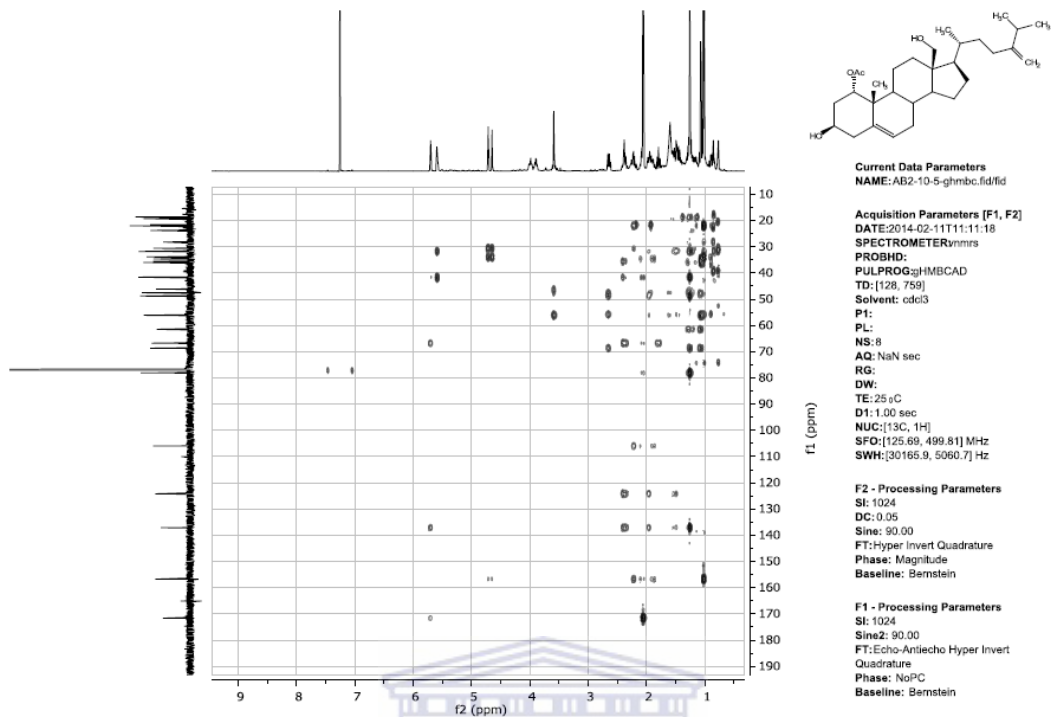 H₃C
CH₃
H₃C
HO
CH₂
OAc
CH₃
HO
Current Data Parameters
NAME: AB2-10-5-ghmbc.fid/fid
Acquisition Parameters [F1, F2]
DATE:2014-02-11T11:11:18
SPECTROMETER:vnmrs
PROBHD:
PULPROG:gHMBCAD
TD: [128, 759]
Solvent: cdcl3
P1:
PL:
NS: 8
AQ: NaN sec
RG:
DW:
TE: 25 0C
D1: 1.00 sec
NUC: [13C, 1H]
SFO: [125.69, 499.81] MHz
SWH: [30165.9, 5060.7] Hz
F2 - Processing Parameters
SI: 1024
DC: 0.05
Sine: 90.00
FT: Hyper Invert Quadrature
Phase: Magnitude
Baseline: Bernstein
F1 - Processing Parameters
SI: 1024
Sine2: 90.00
FT: Echo-Antiecho Hyper Invert
Quadrature
Phase: NoPC
Baseline: Bernstein
10
20
30
40
50
60
70
80
90
100
110
120
130
140
150
160
170
180
190
f1 (ppm)
9 8 7 6 5 4 3 2 1
f2 (ppm)